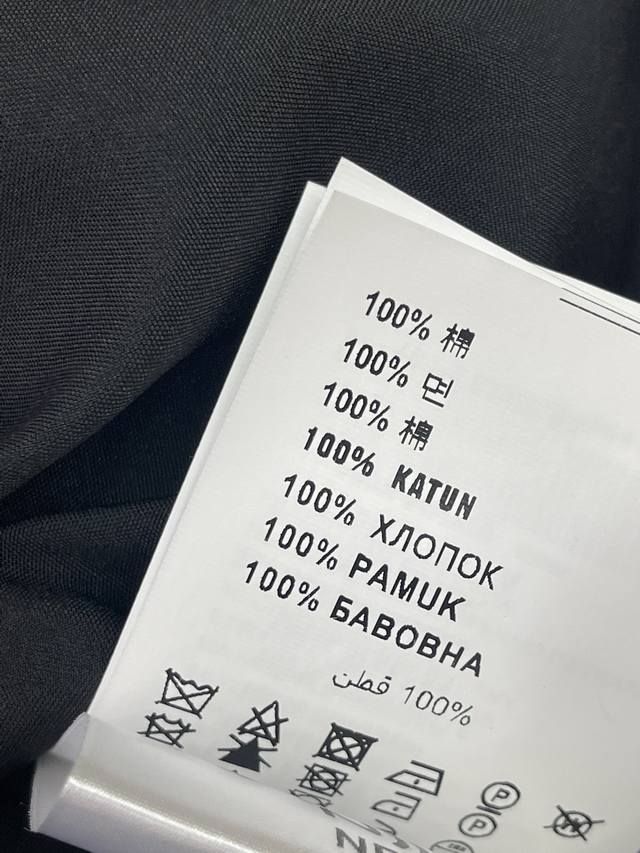 100% 棉
100% 면
100% 棉
100% KATUN
100% ХЛОПОК
100% PAMUK
100% БАВОВНА
100% قطن
P
P